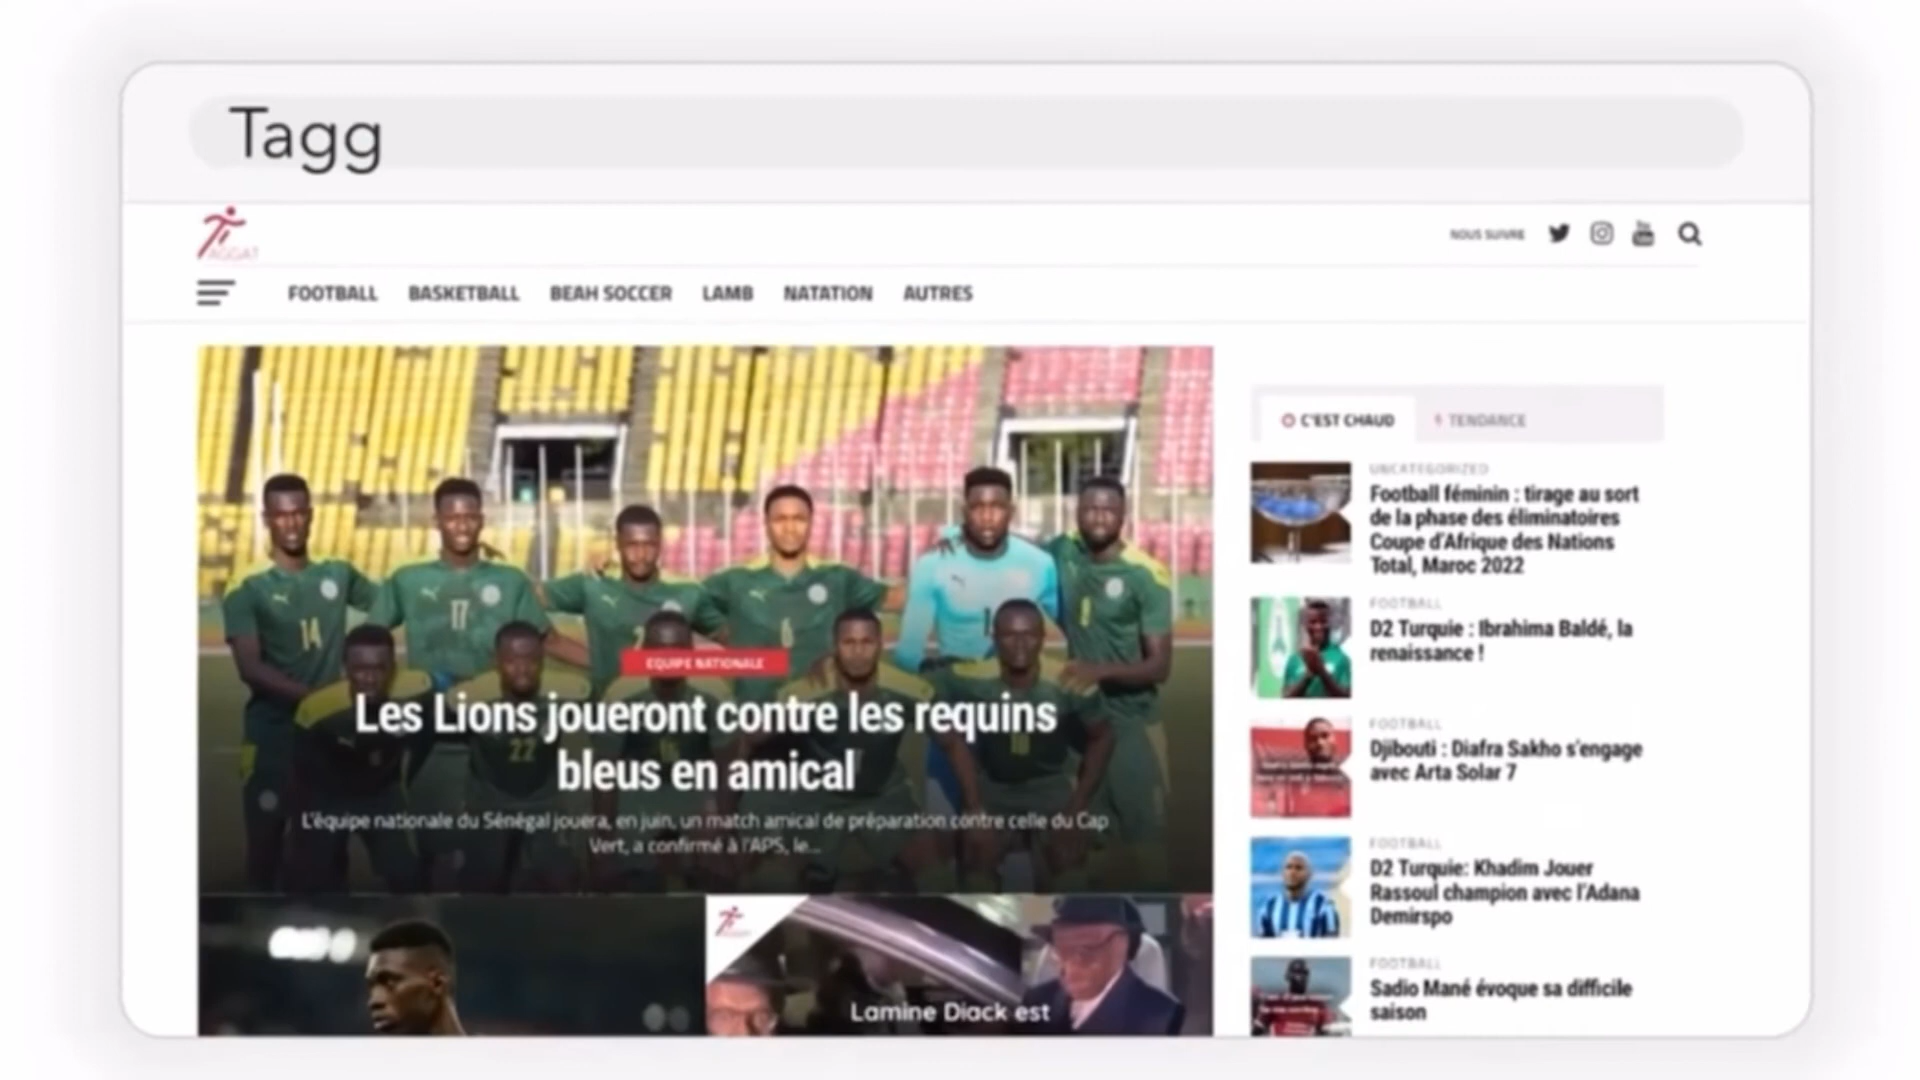 Tagg
AGGAT
NOUS SUIVRE
FOOTBALL BASKETBALL BEAH SOCCER LAMB NATATION AUTRES
14
17
6
22
EQUIPE NATIONALE
Les Lions joueront contre les requins
bleus en amical
L'équipe nationale du Sénégal jouera, en juin, un match amical de préparation contre celle du Cap
Vert, a confirmé à l'APS, le...
Lamine Diack est
C'EST CHAUD TENDANCE
UNCATEGORIZED
Football féminin : tirage au sort
de la phase des éliminatoires
Coupe d'Afrique des Nations
Total, Maroc 2022
FOOTBALL
D2 Turquie : Ibrahima Baldé, la
renaissance !
FOOTBALL
Djibouti : Diafra Sakho s'engage
avec Arta Solar 7
FOOTBALL
D2 Turquie: Khadim Jouer
Rassoul champion avec l'Adana
Demirspo
FOOTBALL
Sadio Mané évoque sa difficile
saison